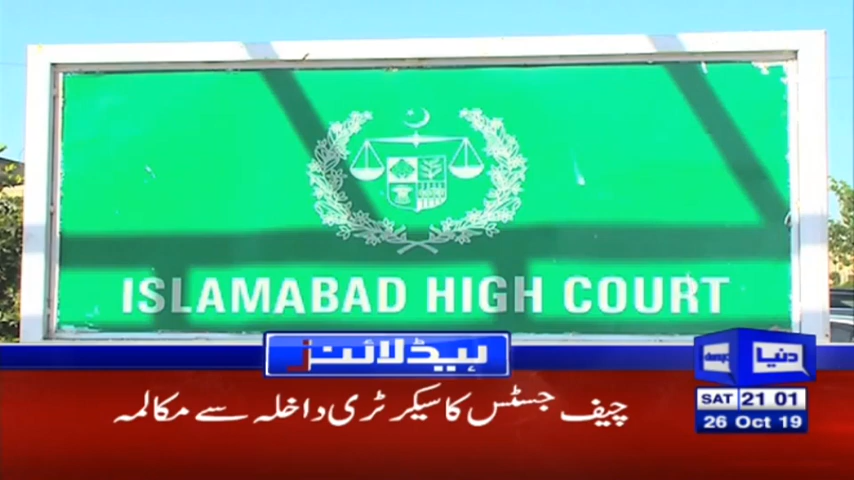 ISLAMABAD HIGH COURT
ہیڈلائنز
دنیا
چیف جسٹس کا سیکرٹری داخلہ سے مکالمہ
SAT 21 01
26 Oct 19